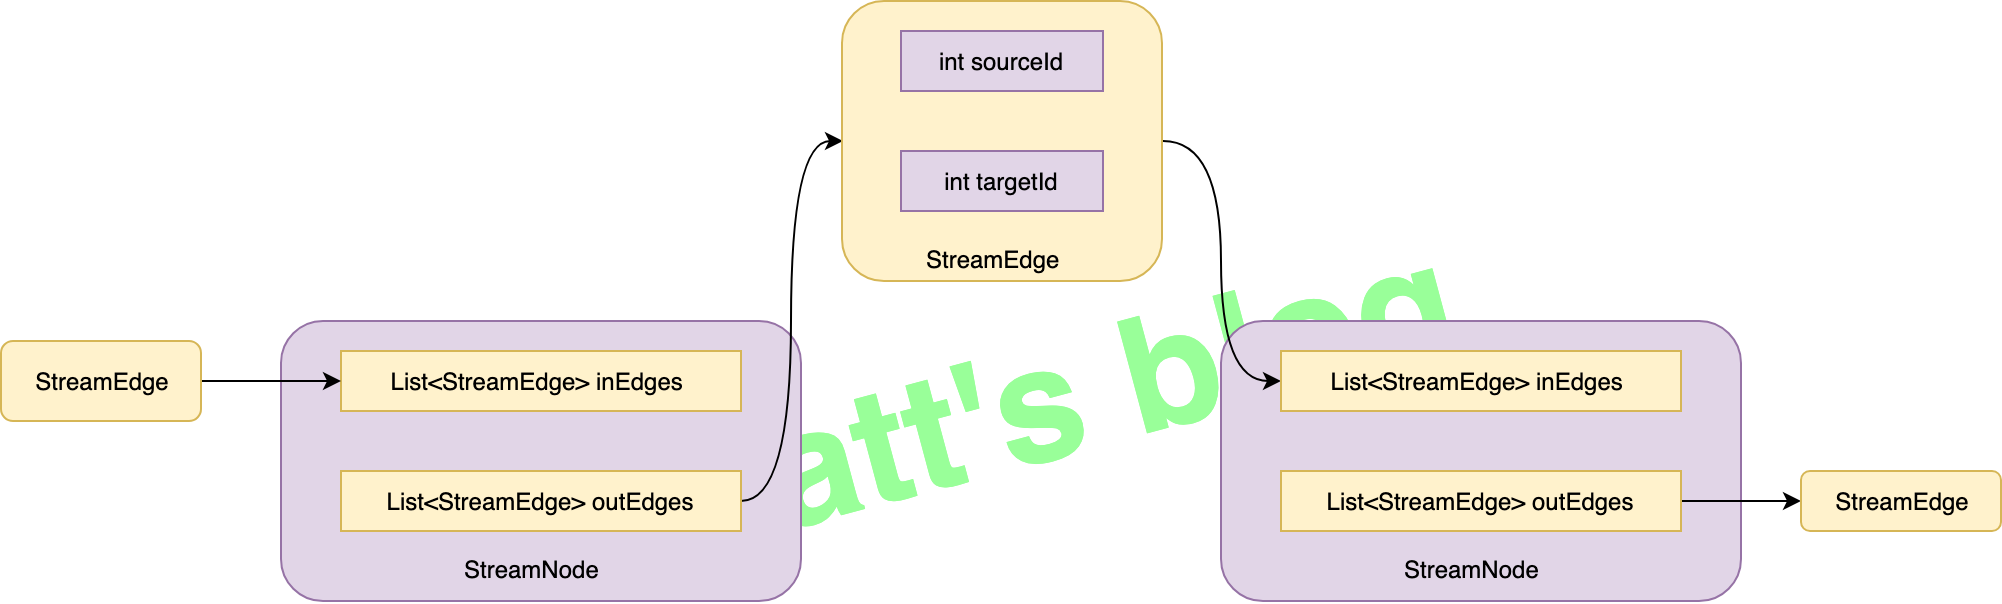 int sourceId
int targetId
StreamEdge
StreamEdge
List<StreamEdge> inEdges
List<StreamEdge> outEdges
StreamNode
att's blog
List<StreamEdge> inEdges
List<StreamEdge> outEdges
StreamNode
StreamEdge